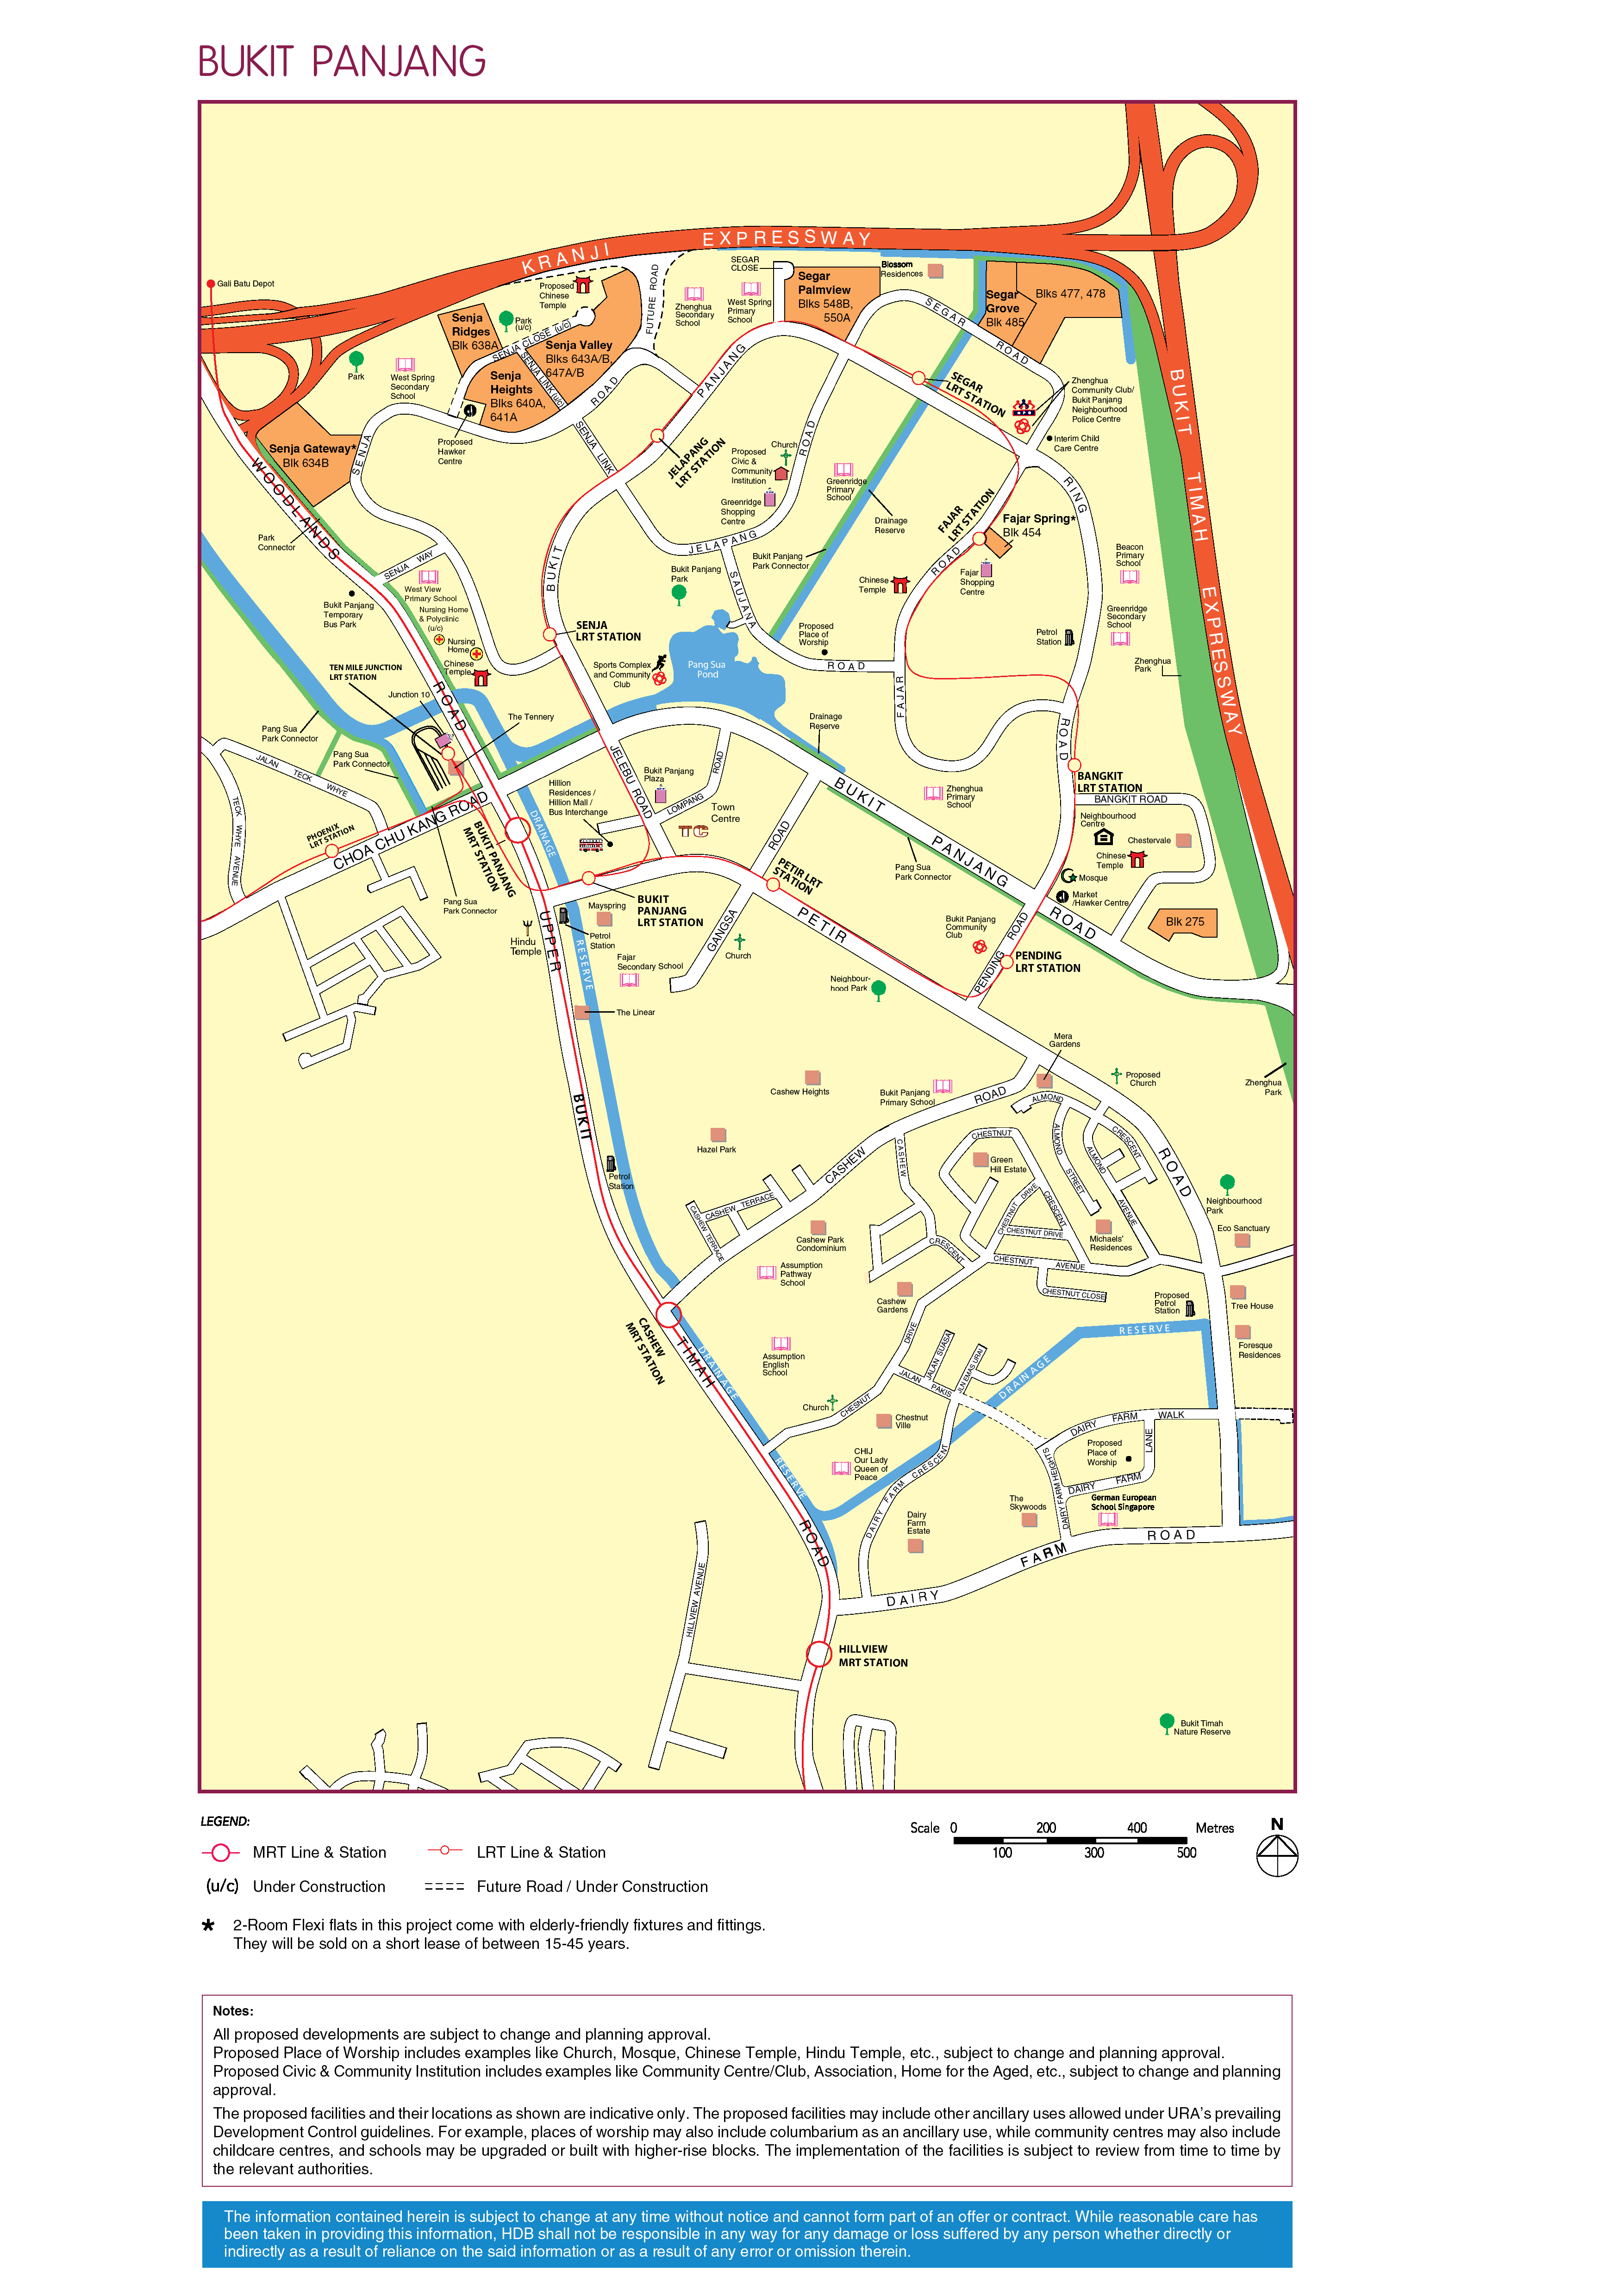 BUKIT PANJANG
KRANJI
EXPRESSWAY
Gali Batu Depot
Proposed
Chinese
Temple
FUTURE ROAD
SEGAR
CLOSE
Zhenghua
Secondary
School
West Spring
Primary
School
Segar
Palmview
Blks 548B,
550A
Blossom
Residences
Segar
Grove
Blk 485
Blks 477, 478
Senja
Ridges
Blk 638A
Park
(u/c)
SENJA CLOSE (u/c)
SENJA LINK (u/c)
Senja Valley
Blks 643A/B,
647A/B
Senja
Heights
Blks 640A,
641A
ROAD
SEGAR
ROAD
PANJANG
Park
West Spring
Secondary
School
SEGAR
LRT STATION
Zhenghua
Community Club/
Bukit Panjang
Neighbourhood
Police Centre
BUKIT
TIMAH
EXPRESSWAY
Interim Child
Care Centre
Senja Gateway*
Blk 634B
SENJA
Proposed
Hawker
Centre
SENJA LINK
JELAPANG
LRT STATION
Proposed
Civic &
Community
Institution
Church
ROAD
Greenridge
Shopping
Centre
Greenridge
Primary
School
Drainage
Reserve
RING
WOODLANDS
Park
Connector
FAJAR
LRT STATION
Fajar Spring*
Blk 454
JELAPANG
Bukit Panjang
Park Connector
ROAD
Fajar
Shopping
Centre
Chinese
Temple
Beacon
Primary
School
SENJA WAY
West View
Primary School
Bukit Panjang
Temporary
Bus Park
Nursing Home
& Polyclinic
(u/c)
Nursing
Home
Chinese
Temple
BUKIT
Bukit Panjang
Park
SAUJANA
Proposed
Place of
Worship
ROAD
Greenridge
Secondary
School
Petrol
Station
Zhenghua
Park
SENJA
LRT STATION
TEN MILE JUNCTION
LRT STATION
Sports Complex
and Community
Club
Pang Sua
Pond
Junction 10
ROAD
The Tennery
Pang Sua
Park Connector
Pang Sua
Park Connector
FAJAR
ROAD
Drainage
Reserve
JALAN
TECK
WHYE
TECK WHYE AVENUE
JELEBU ROAD
Bukit Panjang
Plaza
ROAD
LOMPANG
Town
Centre
TC
Hillion
Residences /
Hillion Mall /
Bus Interchange
BUKIT
PANJANG
ROAD
Zhenghua
Primary
School
BANGKIT
LRT STATION
BANGKIT ROAD
Neighbourhood
Centre
Chestervale
Chinese
Temple
Mosque
Market
/Hawker Centre
PHOENIX
LRT STATION
CHOA CHU KANG ROAD
BUKIT PANJANG
MRT STATION
DRAINAGE
RESERVE
ROAD
PETIR LRT
STATION
Pang Sua
Park Connector
Pang Sua
Park Connector
BUKIT
PANJANG
LRT STATION
Mayspring
Petrol
Station
Hindu
Temple
UPPER
GANGSA
Church
PETIR
Bukit Panjang
Community
Club
Blk 275
PENDING ROAD
PENDING
LRT STATION
Fajar
Secondary School
Neighbour-
hood Park
The Linear
Mera
Gardens
Proposed
Church
Zhenghua
Park
BUKIT
Cashew Heights
Bukit Panjang
Primary School
ROAD
ALMOND
Hazel Park
CASHEW
CASHEW
CHESTNUT
Green
Hill Estate
ALMOND
STREET
ALMOND
AVENUE
CRESCENT
ROAD
Petrol
Station
CASHEW TERRACE
CASHEW TERRACE
CHESTNUT DRIVE
CRESCENT
CHESTNUT DRIVE
Neighbourhood
Park
Eco Sanctuary
Michaels'
Residences
Cashew Park
Condominium
CRESCENT
CHESTNUT
AVENUE
CHESTNUT CLOSE
Assumption
Pathway
School
Cashew
Gardens
Proposed
Petrol
Station
Tree House
Foresque
Residences
CASHEW
MRT STATION
TIMAH
DRAINAGE
Assumption
English
School
DRIVE
JALAN SUASA
JALAN
PAKIS
JLN EMAS URAI
DRAINAGE
RESERVE
Church
CHESNUT
Chestnut
Ville
DAIRY FARM WALK
Proposed
Place of
Worship
LANE
DAIRY FARM
RESERVE
CHIJ
Our Lady
Queen of
Peace
DAIRY FARM CRESCENT
DAIRY FARM HEIGHTS
The
Skywoods
German European
School Singapore
Dairy
Farm
Estate
ROAD
DAIRY
FARM
ROAD
HILLVIEW AVENUE
HILLVIEW
MRT STATION
Bukit Timah
Nature Reserve
LEGEND:
MRT Line & Station
LRT Line & Station
(u/c) Under Construction
Future Road / Under Construction
Scale 0 200 400 Metres
100 300 500
N
* 2-Room Flexi flats in this project come with elderly-friendly fixtures and fittings.
They will be sold on a short lease of between 15-45 years.
Notes:
All proposed developments are subject to change and planning approval.
Proposed Place of Worship includes examples like Church, Mosque, Chinese Temple, Hindu Temple, etc., subject to change and planning approval.
Proposed Civic & Community Institution includes examples like Community Centre/Club, Association, Home for the Aged, etc., subject to change and planning
approval.
The proposed facilities and their locations as shown are indicative only. The proposed facilities may include other ancillary uses allowed under URA's prevailing
Development Control guidelines. For example, places of worship may also include columbarium as an ancillary use, while community centres may also include
childcare centres, and schools may be upgraded or built with higher-rise blocks. The implementation of the facilities is subject to review from time to time by
the relevant authorities.
The information contained herein is subject to change at any time without notice and cannot form part of an offer or contract. While reasonable care has
been taken in providing this information, HDB shall not be responsible in any way for any damage or loss suffered by any person whether directly or
indirectly as a result of reliance on the said information or as a result of any error or omission therein.